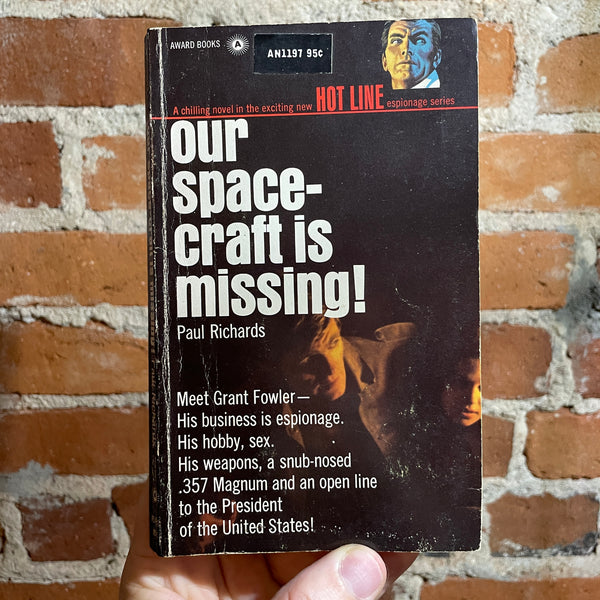 AWARD BOOKS A AN1197 95¢
A chilling novel in the exciting new HOT LINE espionage series
our
space-
craft is
missing!
Paul Richards
Meet Grant Fowler—
His business is espionage.
His hobby, sex.
His weapons, a snub-nosed
.357 Magnum and an open line
to the President
of the United States!